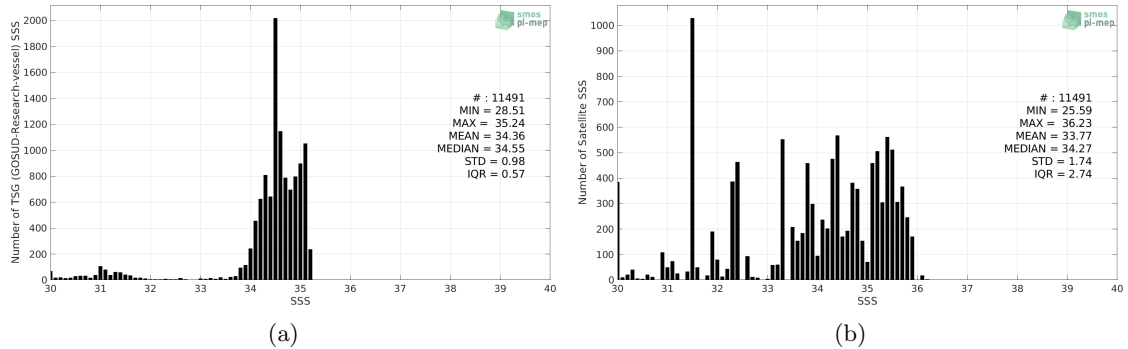 smos
pi-mep
Number of TSG (GOSUD-Research-vessel) SSS
2000
1800
1600
1400
1200
1000
800
600
400
200
0
# : 11491
MIN = 28.51
MAX = 35.24
MEAN = 34.36
MEDIAN = 34.55
STD = 0.98
IQR = 0.57
30 31 32 33 34 35 36 37 38 39 40
SSS
(a)
smos
pi-mep
Number of Satellite SSS
1000
900
800
700
600
500
400
300
200
100
0
# : 11491
MIN = 25.59
MAX = 36.23
MEAN = 33.77
MEDIAN = 34.27
STD = 1.74
IQR = 2.74
30 31 32 33 34 35 36 37 38 39 40
SSS
(b)